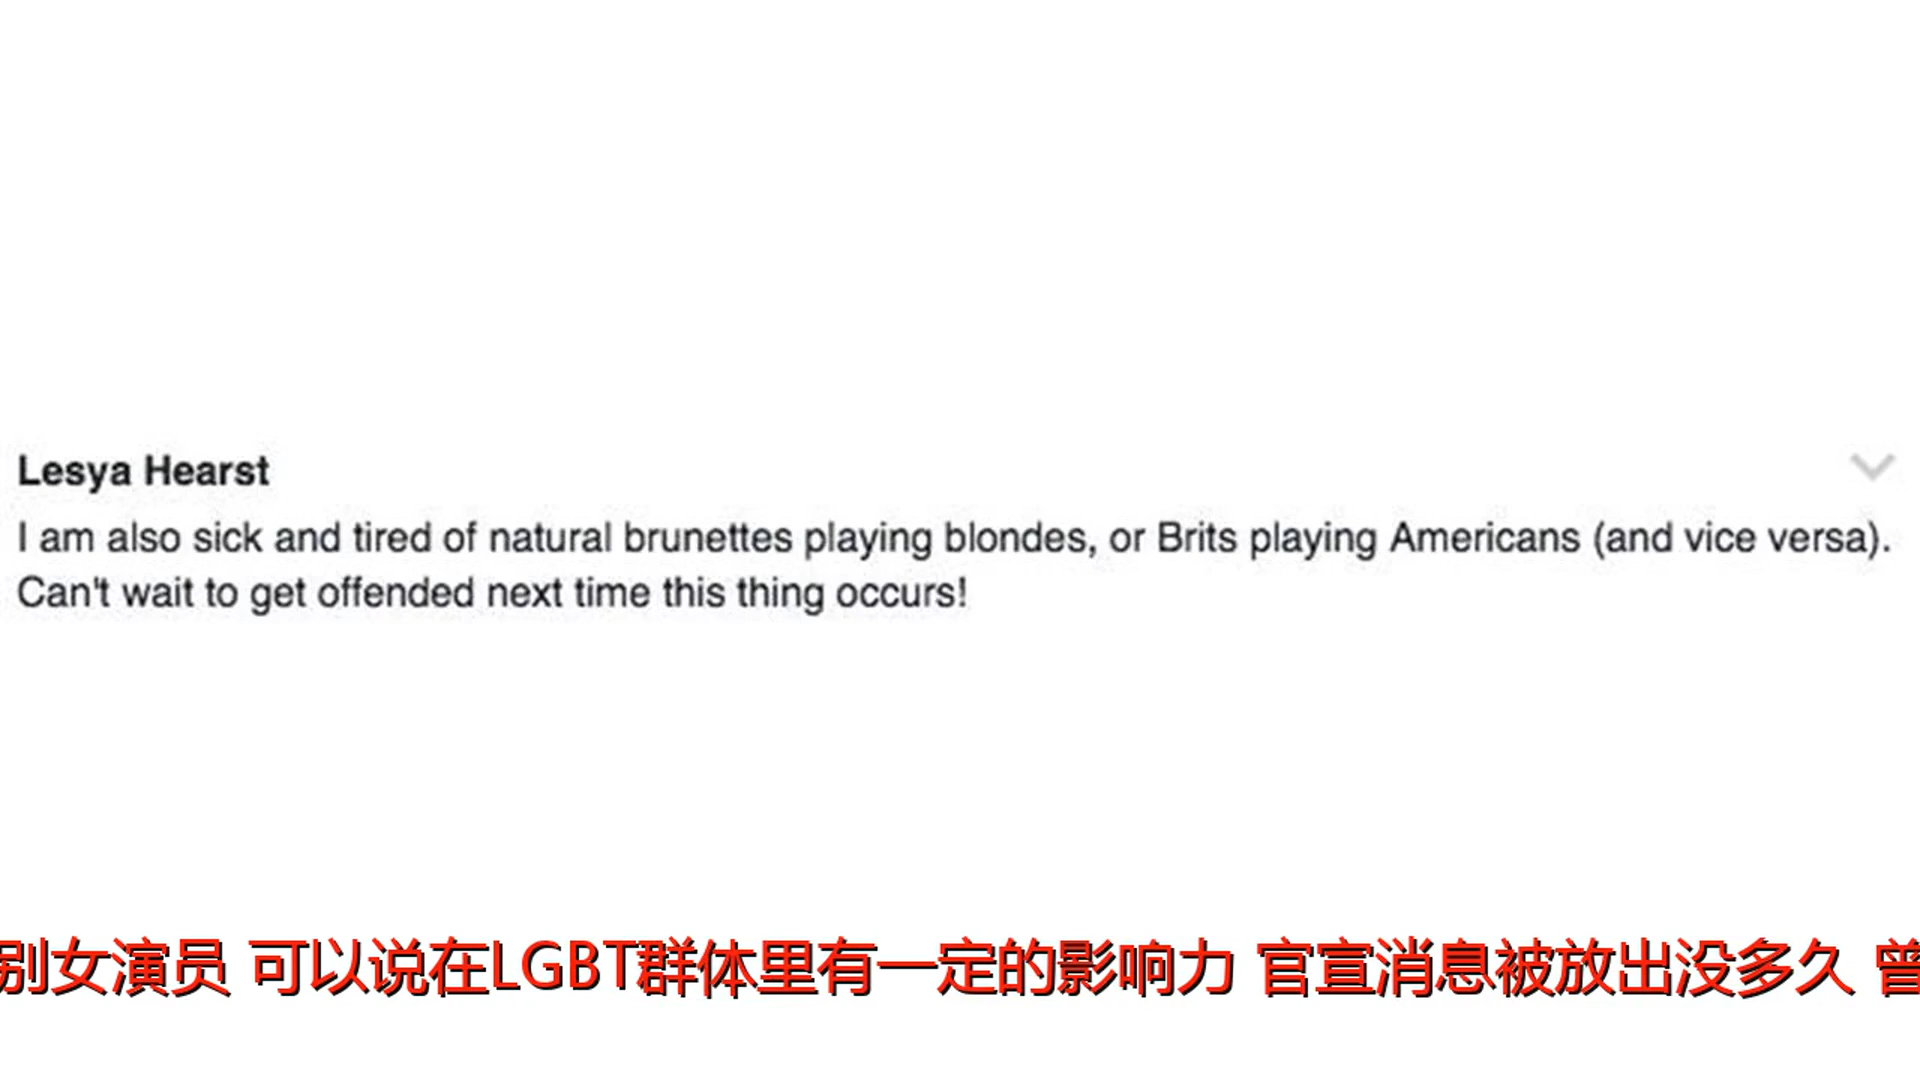 Lesya Hearst
I am also sick and tired of natural brunettes playing blondes, or Brits playing Americans (and vice versa).
Can't wait to get offended next time this thing occurs!
别女演员 可以说在LGBT群体里有一定的影响力 官宣消息被放出没多久 曾